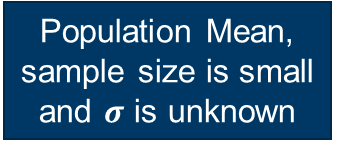 Population Mean,
sample size is small
and 𝝈 is unknown